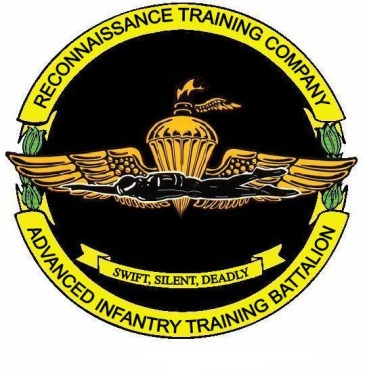 RECONNAISSANCE TRAINING COMPANY
SWIFT, SILENT, DEADLY
ADVANCED INFANTRY TRAINING BATTALION